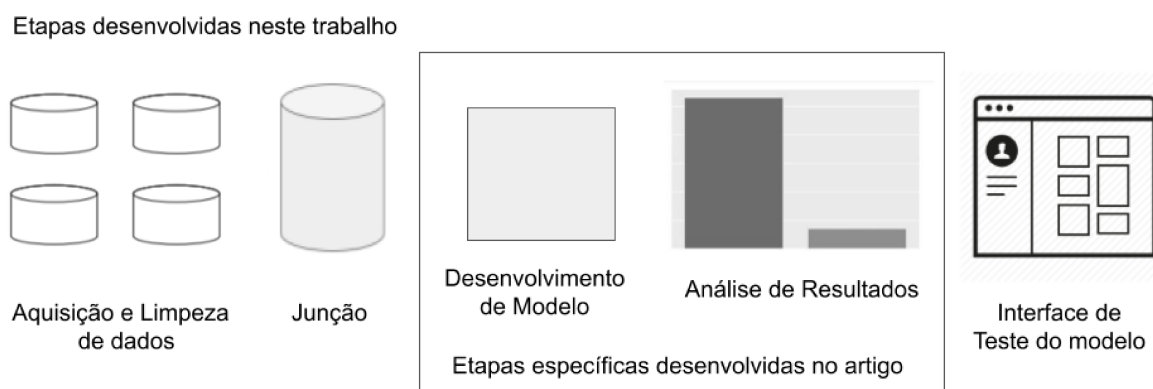 Etapas desenvolvidas neste trabalho
Aquisição e Limpeza
de dados
Junção
Desenvolvimento
de Modelo
Análise de Resultados
Etapas específicas desenvolvidas no artigo
Interface de
Teste do modelo